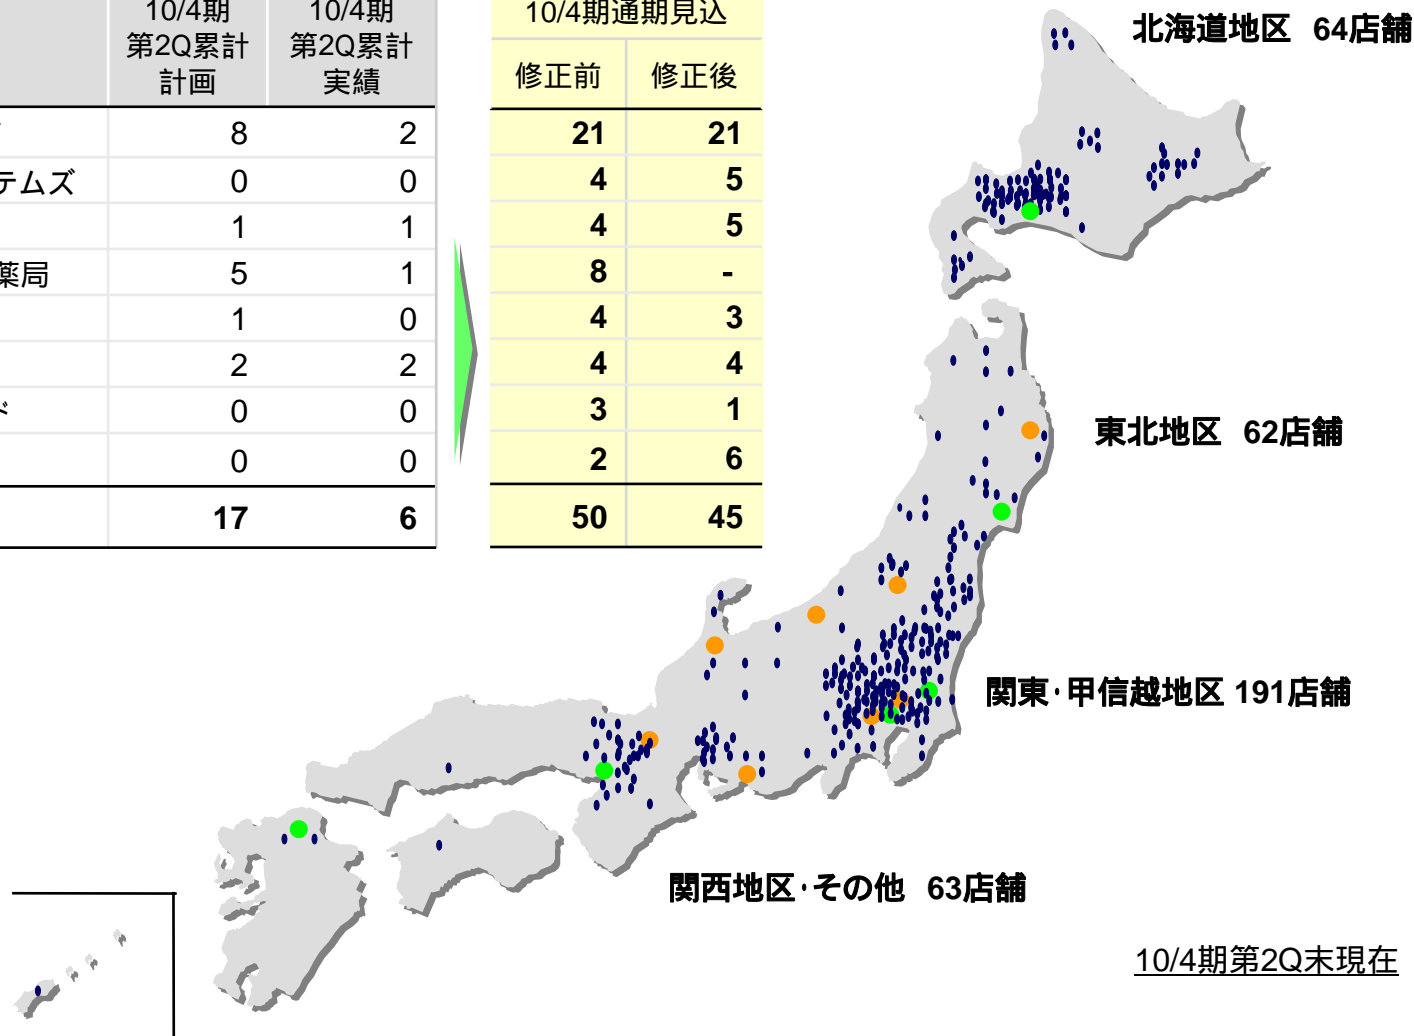 10/4期
第2Q累計
計画
10/4期
第2Q累計
実績
10/4期通期見込
修正前
修正後
8 2 21 21
テムズ 0 0 4 5
1 1 4 5
薬局 5 1 8 -
1 0 4 3
2 2 4 4
ド 0 0 3 1
0 0 2 6
17 6 50 45
北海道地区 64店舗
東北地区 62店舗
関東・甲信越地区 191店舗
関西地区・その他 63店舗
10/4期第2Q末現在